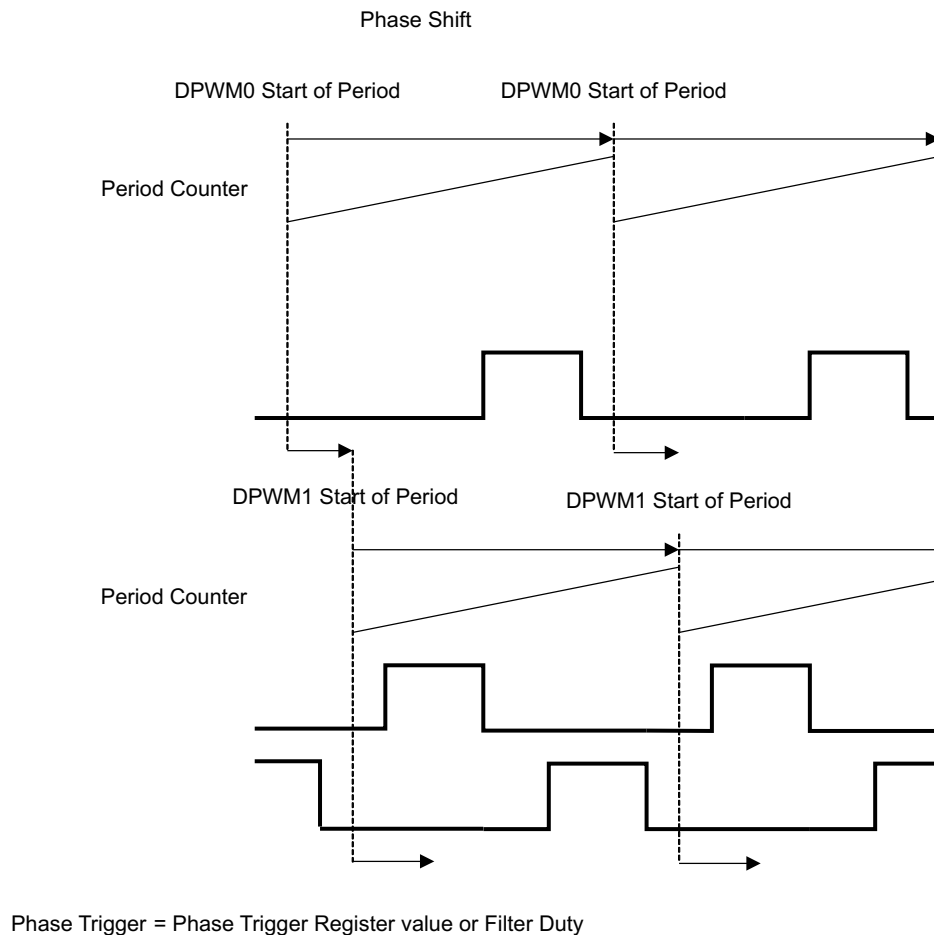 Phase Shift
DPWM0 Start of Period
DPWM0 Start of Period
Period Counter
DPWM1 Start of Period
DPWM1 Start of Period
Period Counter
Phase Trigger = Phase Trigger Register value or Filter Duty